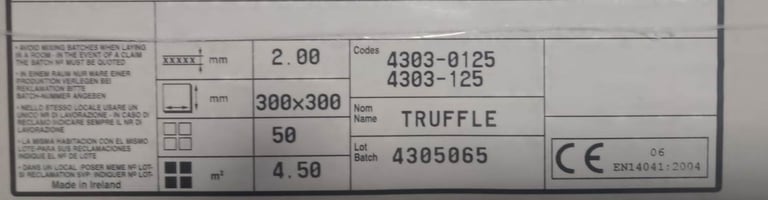 • AVOID MIXING BATCHES WHEN LAYING
IN A ROOM - IN THE EVENT OF A CLAIM
THE BATCH Nº MUST BE QUOTED
• IN EINEM RAUM NUR WARE EINER
PRODUKTION VERLEGEN BEI
REKLAMATION BITTE
BATCH-NUMMER ANGEBEN
• NELLO STESSO LOCALE USARE UN
UNICO NR DI LAVORAZIONE - IN CASO DI
RECLAMO INDICARE SEMPRE IL NR DI
LAVORAZIONE
• LA MISMA HABITACION CON EL MISMO
LOTE-PARA SUS RECLAMACIONES
INDIQUE EL Nº DE LOTE
• DANS UN LOCAL : POSER MEME Nº LOT-
SI RECLAMATION SVP: INDIQUER Nº LOT-
Made in Ireland
XXXXX mm 2.00
mm 300x300
50
m² 4.50
Codes 4303-0125
4303-125
Nom
Name TRUFFLE
Lot
Batch 4305065
CE 06
EN14041:2004